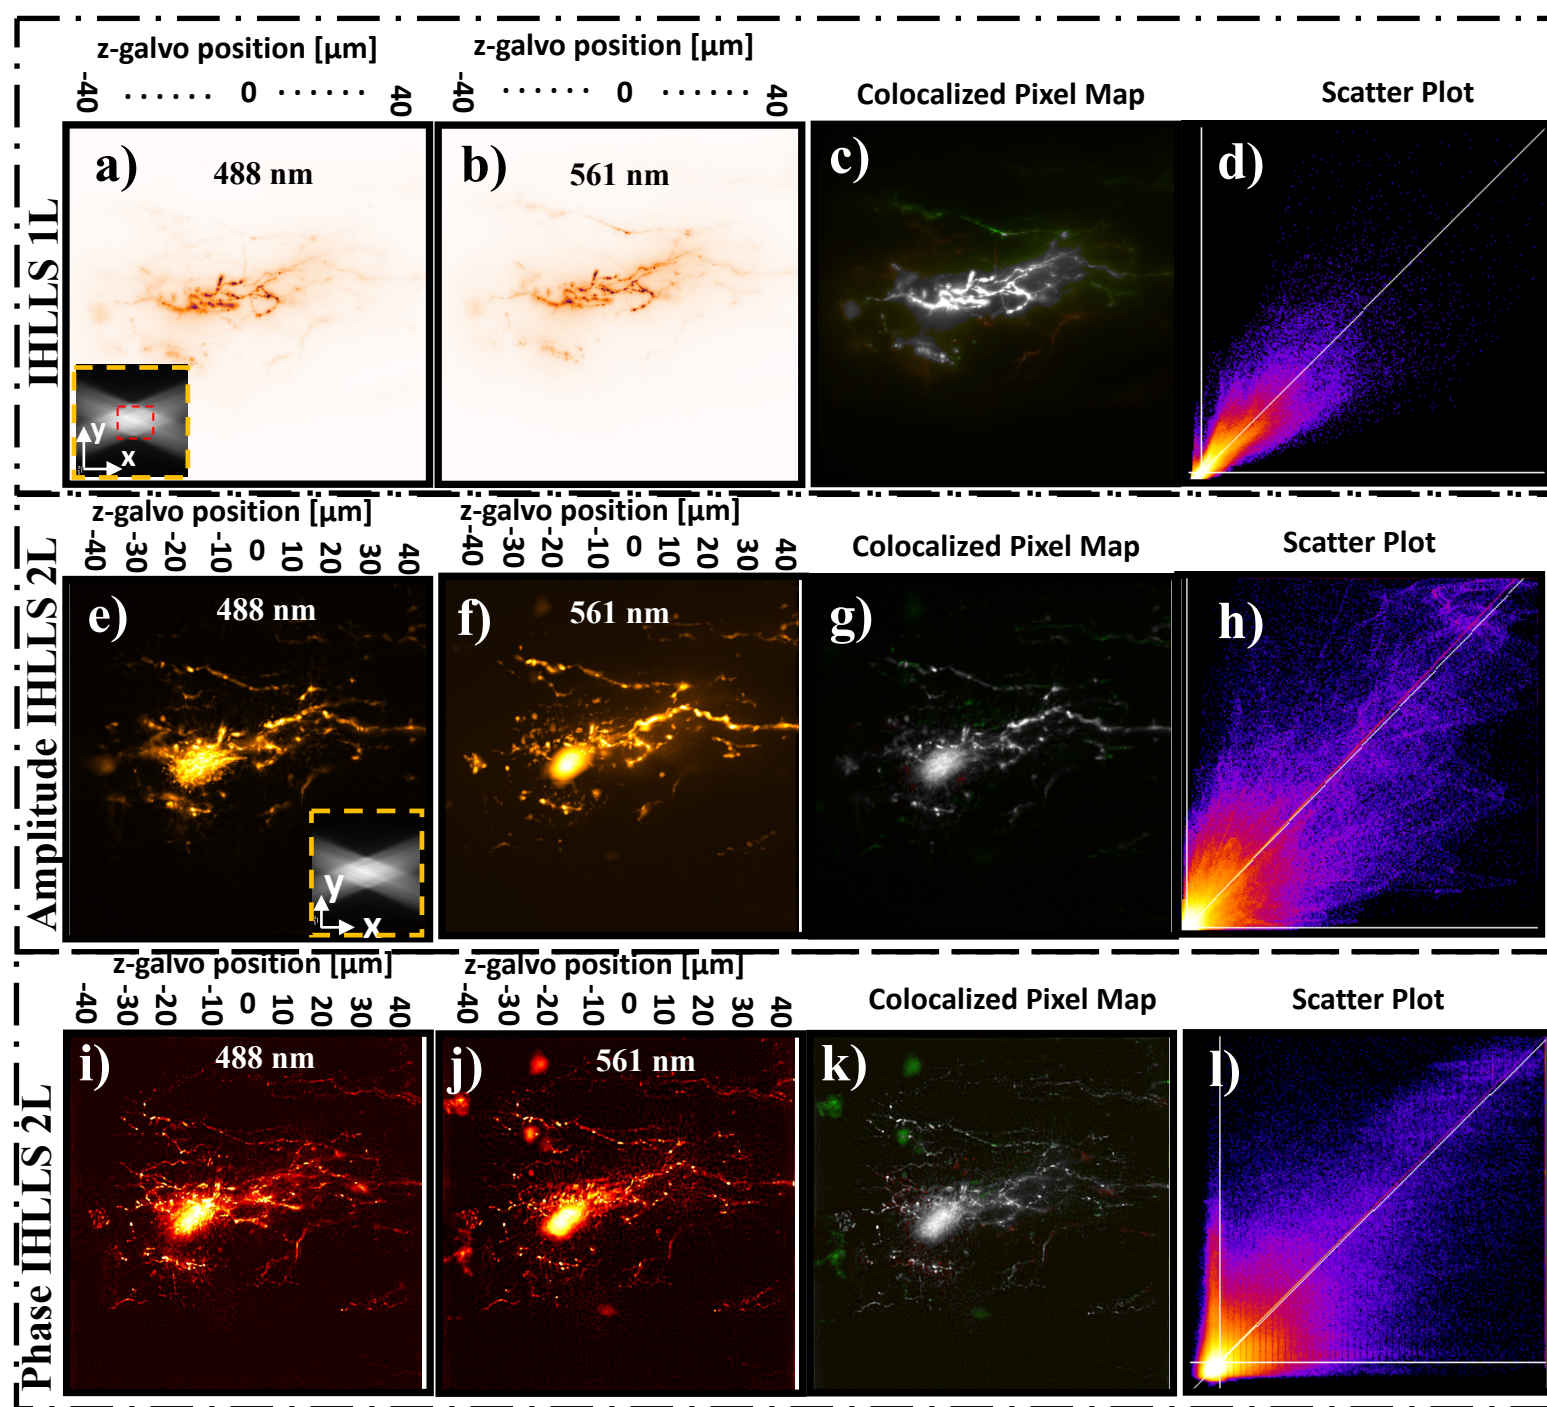 z-galvo position [µm]
z-galvo position [µm]
-40 ...... 0 ...... 40
-40 ...... 0 ...... 40
Colocalized Pixel Map
Scatter Plot
IHLLS 1L
a)
488 nm
y
x
b)
561 nm
c)
d)
z-galvo position [µm]
z-galvo position [µm]
-40 -30 -20 -10 0 10 20 30 40
-40 -30 -20 -10 0 10 20 30 40
Colocalized Pixel Map
Scatter Plot
Amplitude IHLLS 2L
e)
488 nm
y
x
f)
561 nm
g)
h)
z-galvo position [µm]
z-galvo position [µm]
-40 -30 -20 -10 0 10 20 30 40
-40 -30 -20 -10 0 10 20 30 40
Colocalized Pixel Map
Scatter Plot
Phase IHLLS 2L
i)
488 nm
j)
561 nm
k)
l)